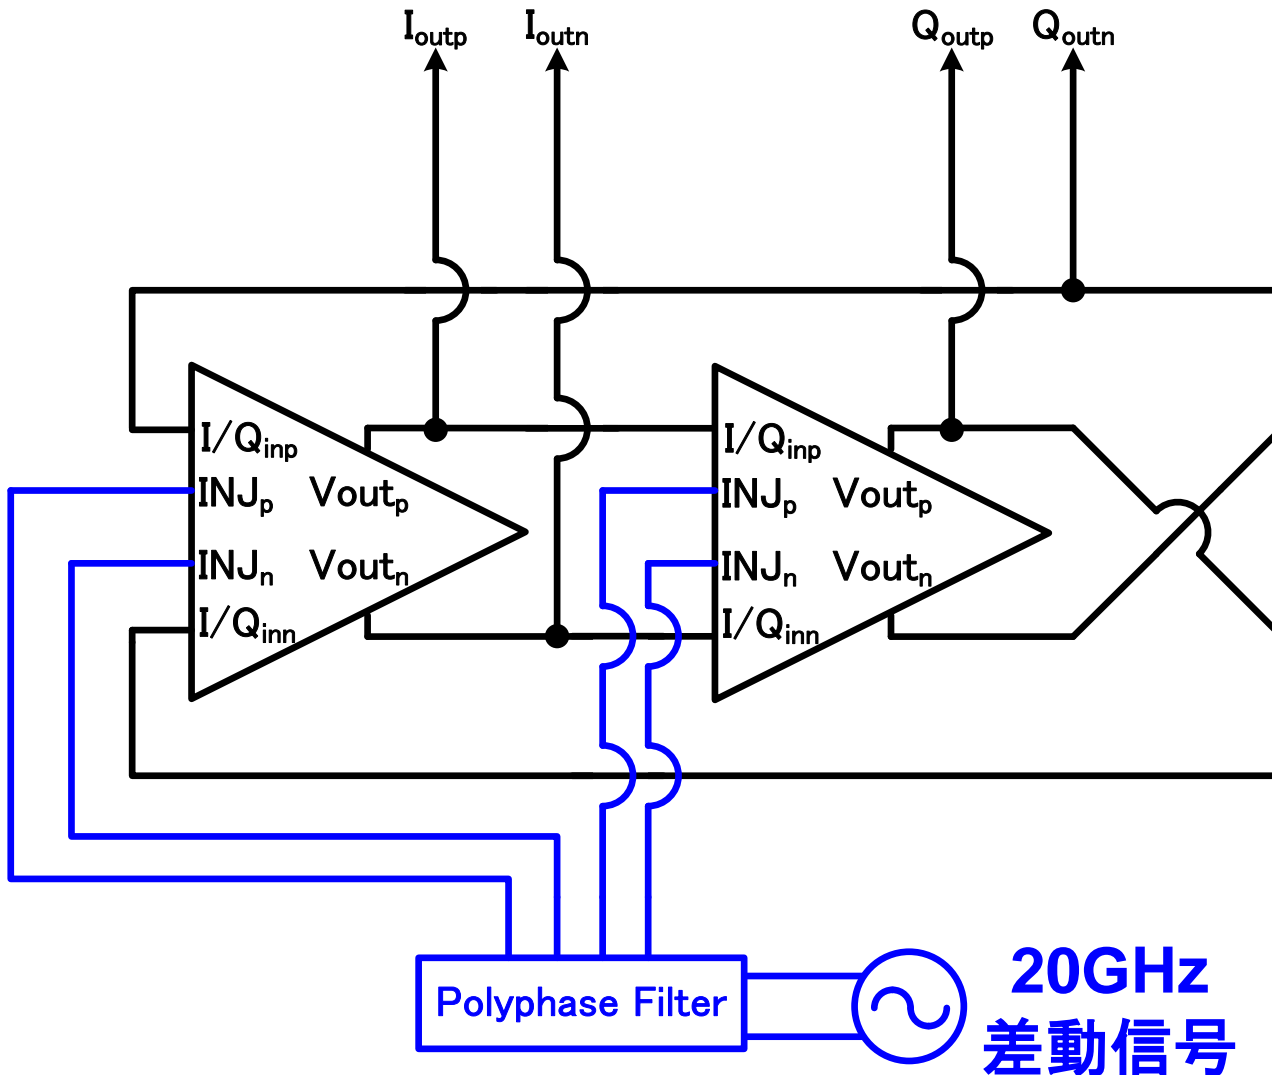 Ioutp Ioutn Qoutp Qoutn
I/Qinp
INJp Voutp
INJn Voutn
I/Qinn
I/Qinp
INJp Voutp
INJn Voutn
I/Qinn
Polyphase Filter
20GHz
差動信号